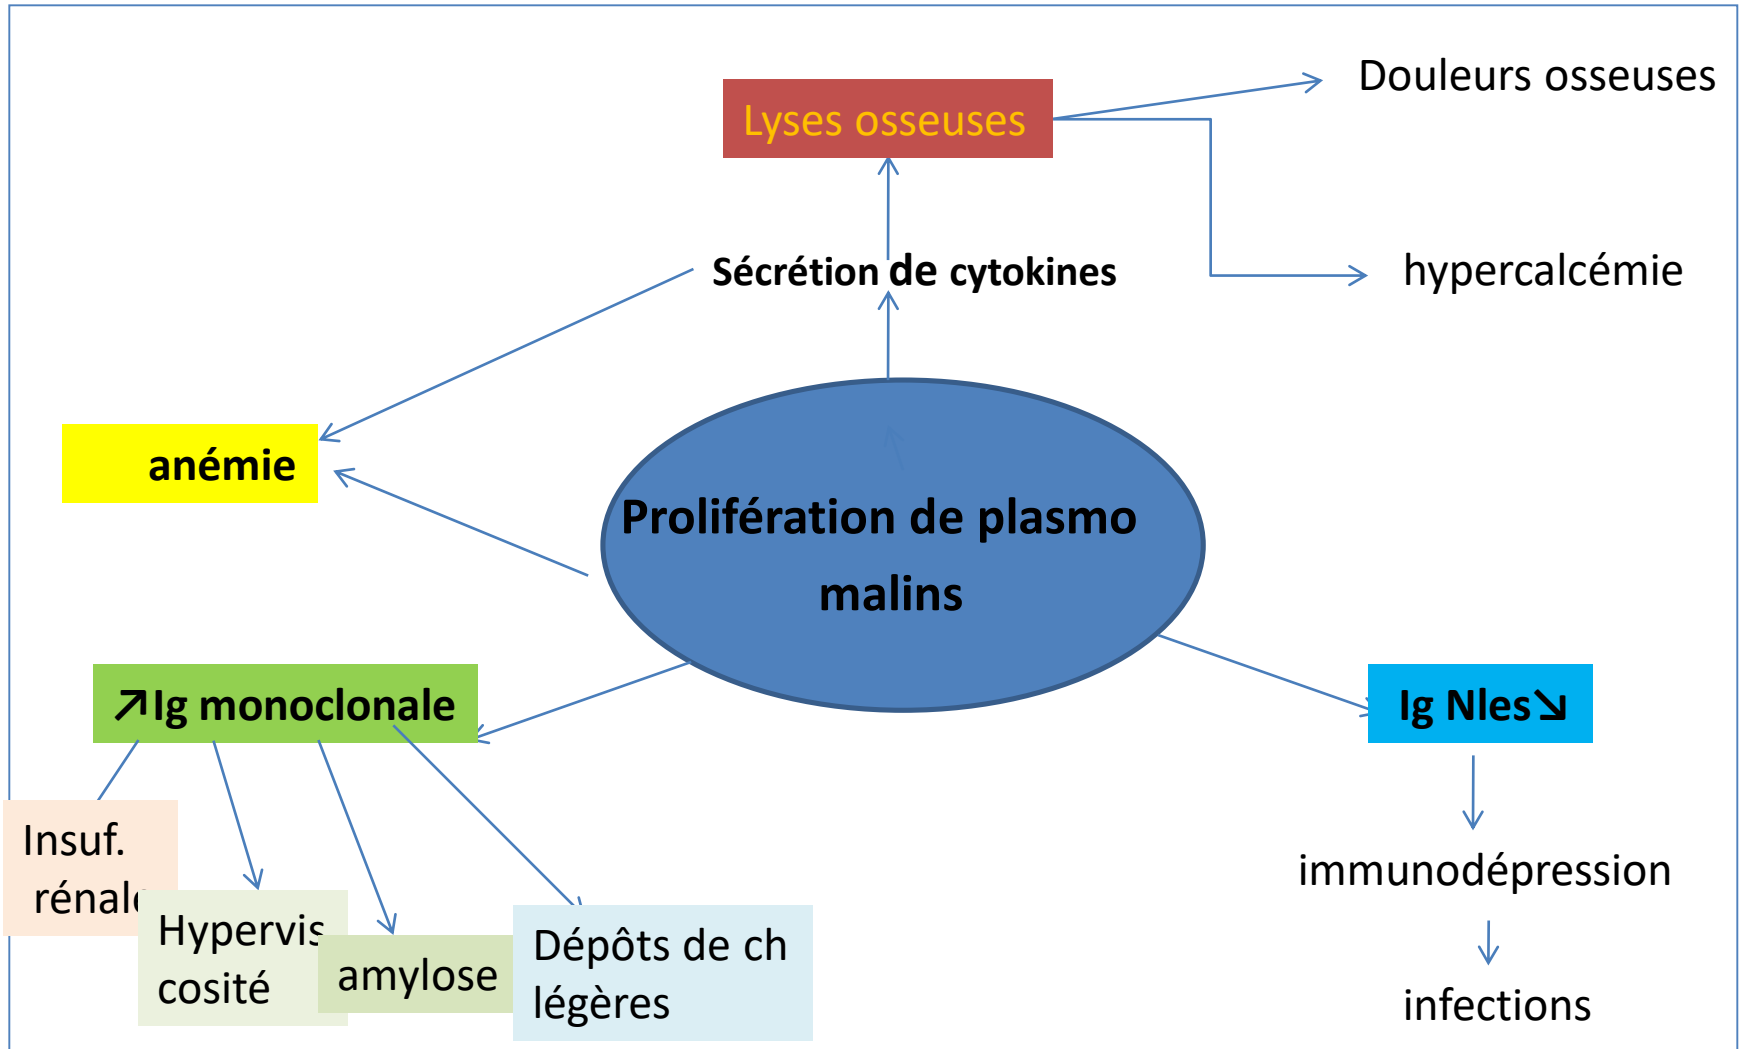 Douleurs osseuses
Lyses osseuses
Sécrétion de cytokines
hypercalcémie
anémie
Prolifération de plasmo
malins
↗Ig monoclonale
Ig Nles↘
Insuf.
rénale
Hypervis
cosité
amylose
Dépôts de ch
légères
immunodépression
infections